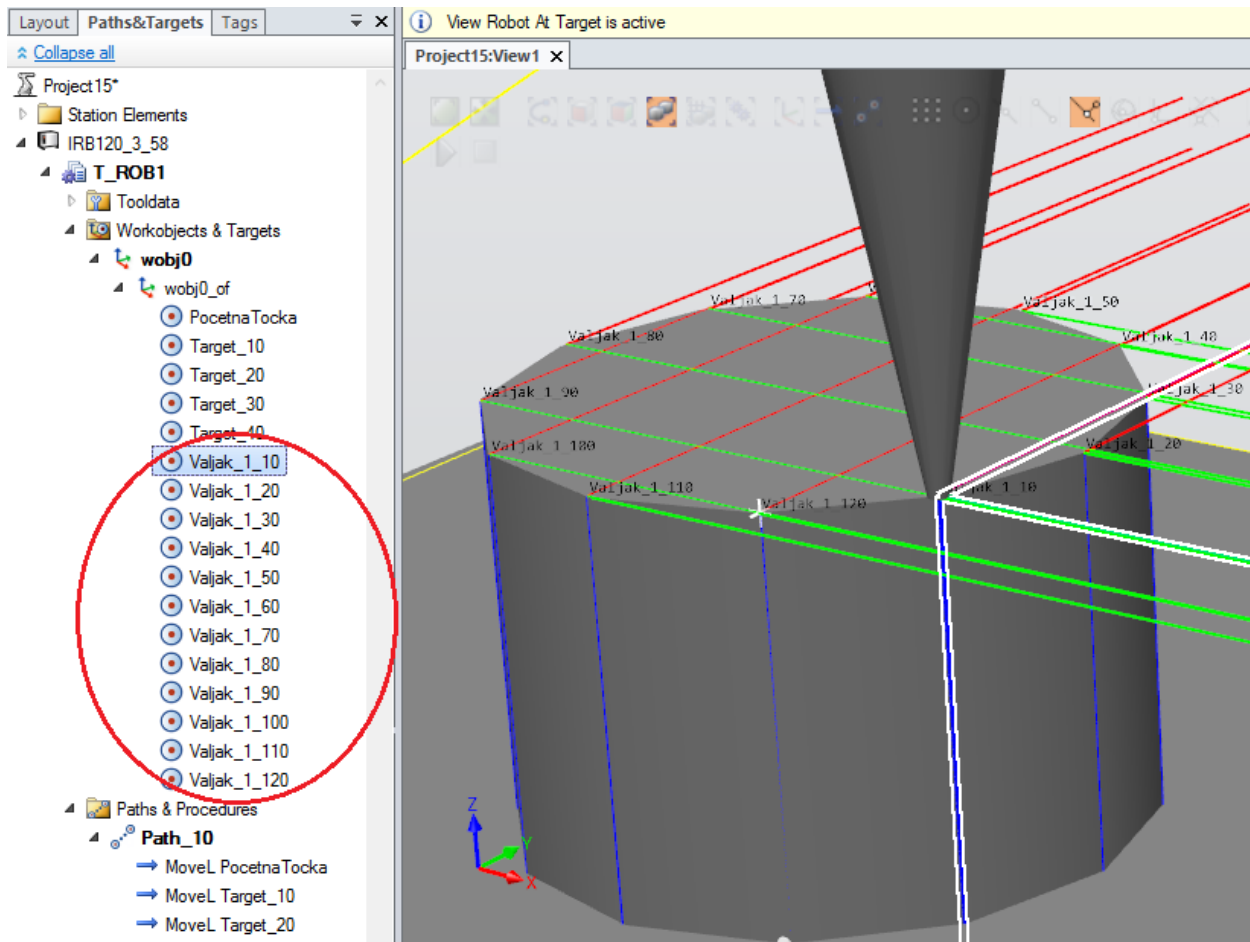 Layout Paths&Targets Tags
Collapse all
Project15*
Station Elements
IRB120_3_58
T_ROB1
Tooldata
Workobjects & Targets
wobj0
wobj0_of
PocetnaTocka
Target_10
Target_20
Target_30
Target_40
Valjak_1_10
Valjak_1_20
Valjak_1_30
Valjak_1_40
Valjak_1_50
Valjak_1_60
Valjak_1_70
Valjak_1_80
Valjak_1_90
Valjak_1_100
Valjak_1_110
Valjak_1_120
Paths & Procedures
Path_10
MoveL PocetnaTocka
MoveL Target_10
MoveL Target_20
View Robot At Target is active
Project15:View1
Valjak_1_70
Valjak_1_50
Valjak_1_80
Valjak_1_40
Valjak_1_90
Valjak_1_30
Valjak_1_100
Valjak_1_20
Valjak_1_110
Valjak_1_10
Valjak_1_120
Z
Y
X